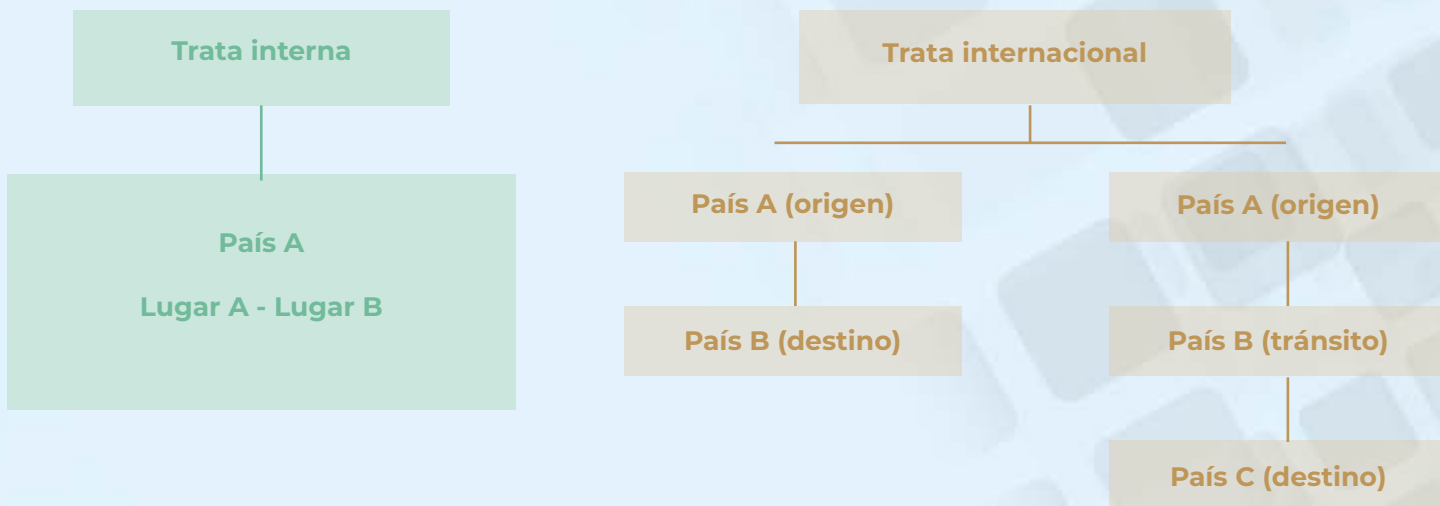 Trata interna
País A
Lugar A - Lugar B
Trata internacional
País A (origen)
País B (destino)
País A (origen)
País B (tránsito)
País C (destino)